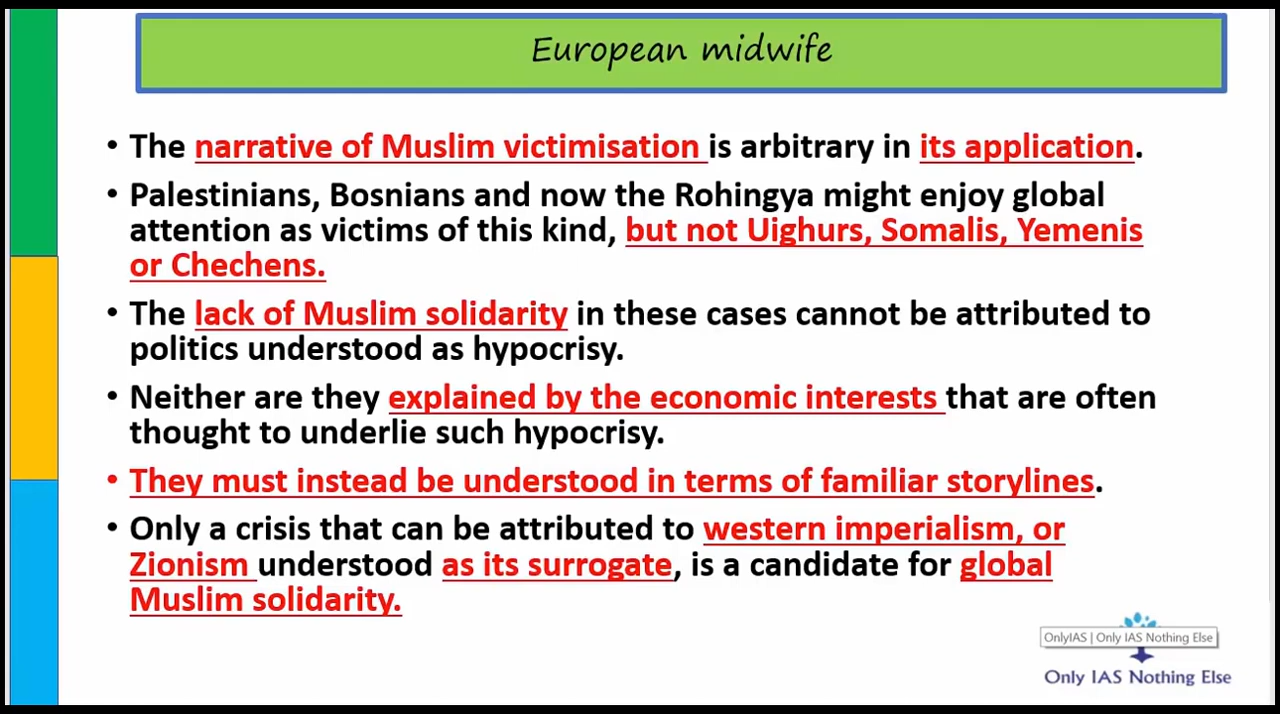 European midwife
• The narrative of Muslim victimisation is arbitrary in its application.
• Palestinians, Bosnians and now the Rohingya might enjoy global
attention as victims of this kind, but not Uighurs, Somalis, Yemenis
or Chechens.
• The lack of Muslim solidarity in these cases cannot be attributed to
politics understood as hypocrisy.
• Neither are they explained by the economic interests that are often
thought to underlie such hypocrisy.
• They must instead be understood in terms of familiar storylines.
• Only a crisis that can be attributed to western imperialism, or
Zionism understood as its surrogate, is a candidate for global
Muslim solidarity.
OnlyIAS | Only IAS Nothing Else
Only IAS Nothing Else